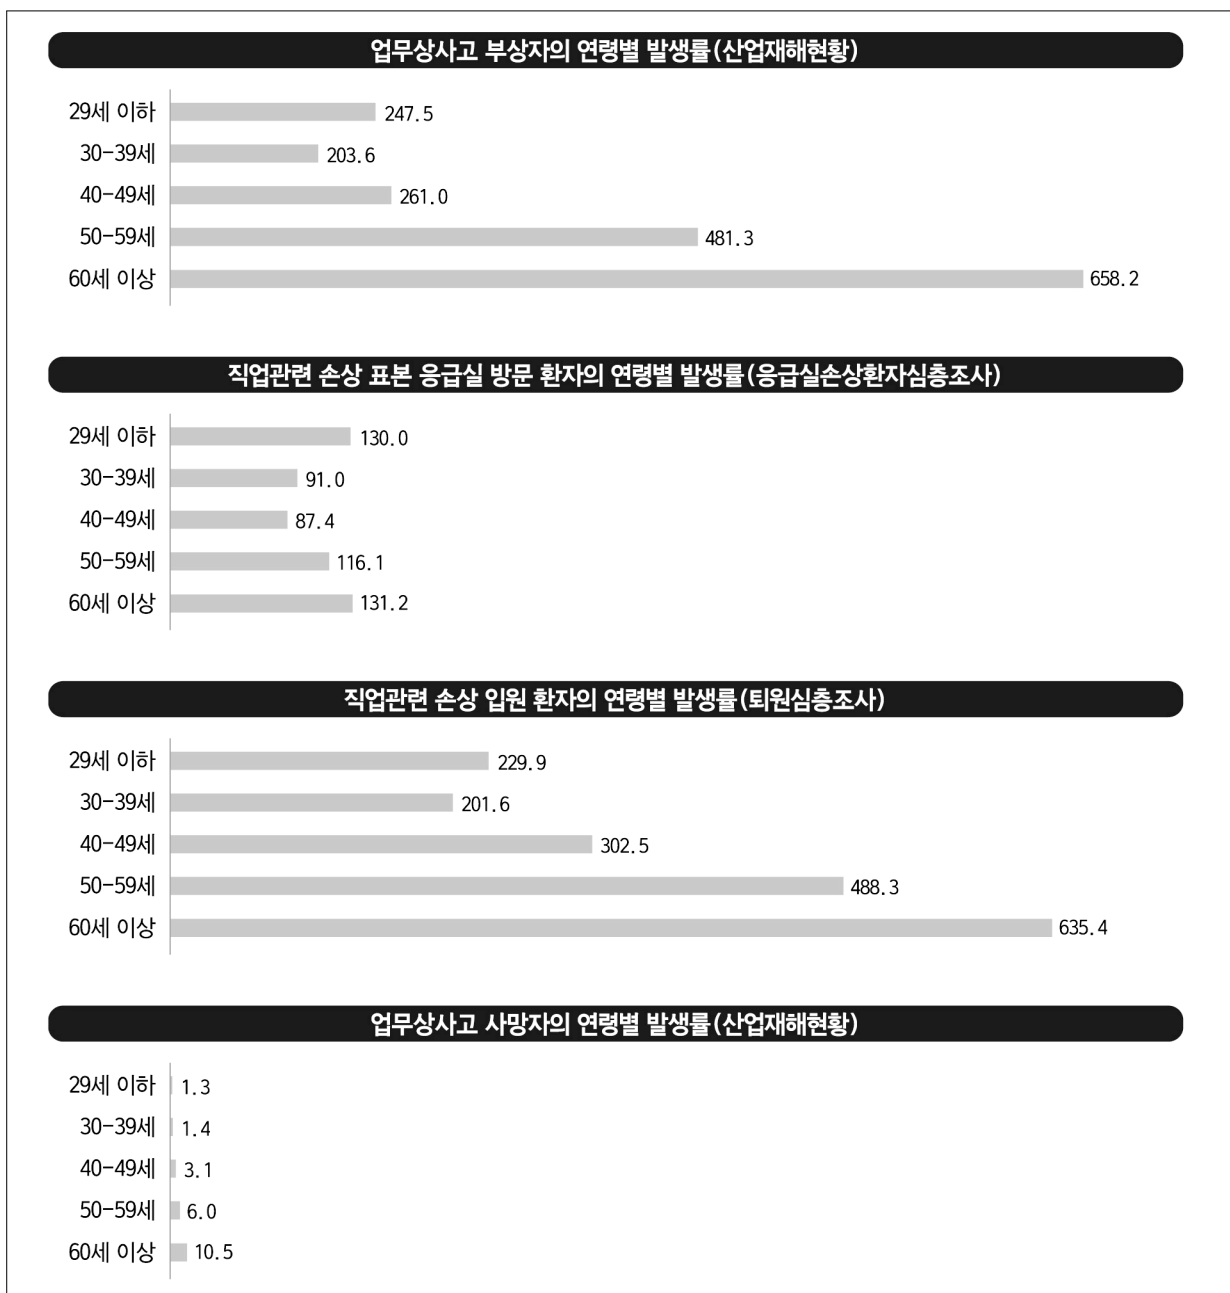 업무상사고 부상자의 연령별 발생률(산업재해현황)
29세 이하 247.5
30-39세 203.6
40-49세 261.0
50-59세 481.3
60세 이상 658.2
직업관련 손상 표본 응급실 방문 환자의 연령별 발생률(응급실손상환자심층조사)
29세 이하 130.0
30-39세 91.0
40-49세 87.4
50-59세 116.1
60세 이상 131.2
직업관련 손상 입원 환자의 연령별 발생률(퇴원심층조사)
29세 이하 229.9
30-39세 201.6
40-49세 302.5
50-59세 488.3
60세 이상 635.4
업무상사고 사망자의 연령별 발생률(산업재해현황)
29세 이하 1.3
30-39세 1.4
40-49세 3.1
50-59세 6.0
60세 이상 10.5